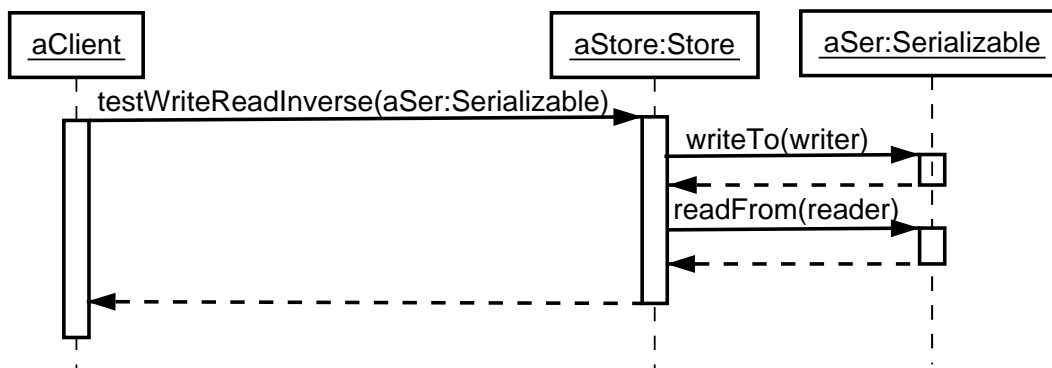 aClient
aStore:Store
aSer:Serializable
testWriteReadInverse(aSer:Serializable)
writeTo(writer)
readFrom(reader)